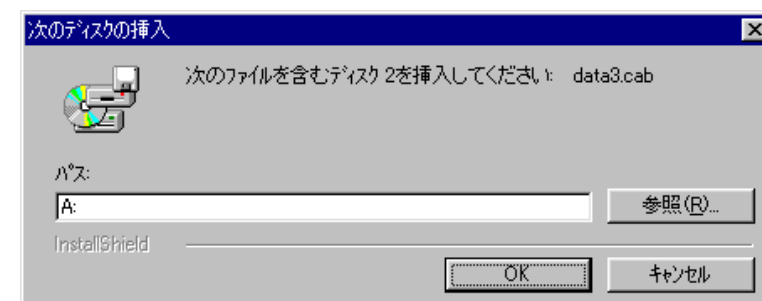 次のディスクの挿入
次のファイルを含むディスク 2を挿入してください: data3.cab
パス:
A:
参照(R)...
InstallShield
OK
キャンセル